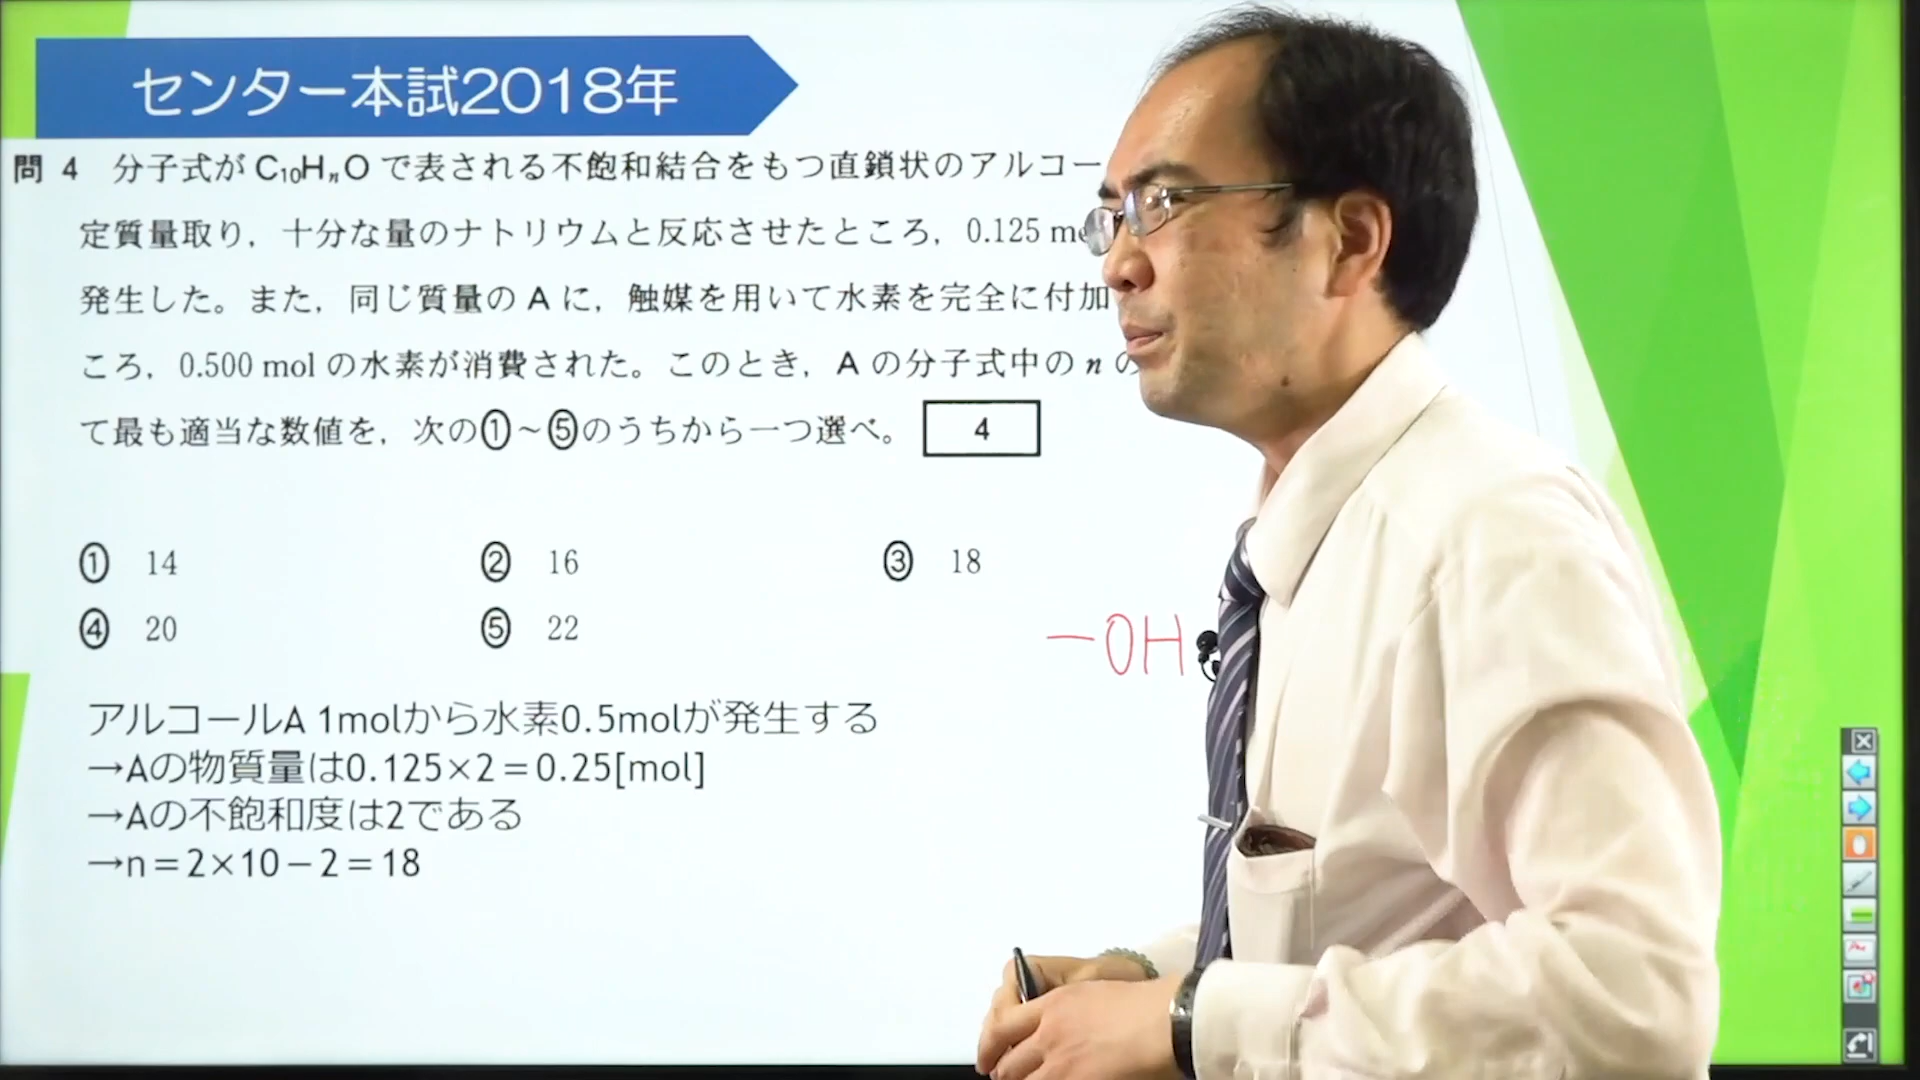 センター本試2018年
問 4 分子式が C₁₀HₙO で表される不飽和結合をもつ直鎖状のアルコー
定質量取り，十分な量のナトリウムと反応させたところ，0.125 m
発生した。また，同じ質量の A に，触媒を用いて水素を完全に付加
ころ，0.500 mol の水素が消費された。このとき，A の分子式中の n の
て最も適当な数値を，次の①～⑤のうちから一つ選べ。 4
① 14 ② 16 ③ 18
④ 20 ⑤ 22
−OH
アルコールA 1molから水素0.5molが発生する
→Aの物質量は0.125×2＝0.25[mol]
→Aの不飽和度は2である
→n＝2×10－2＝18